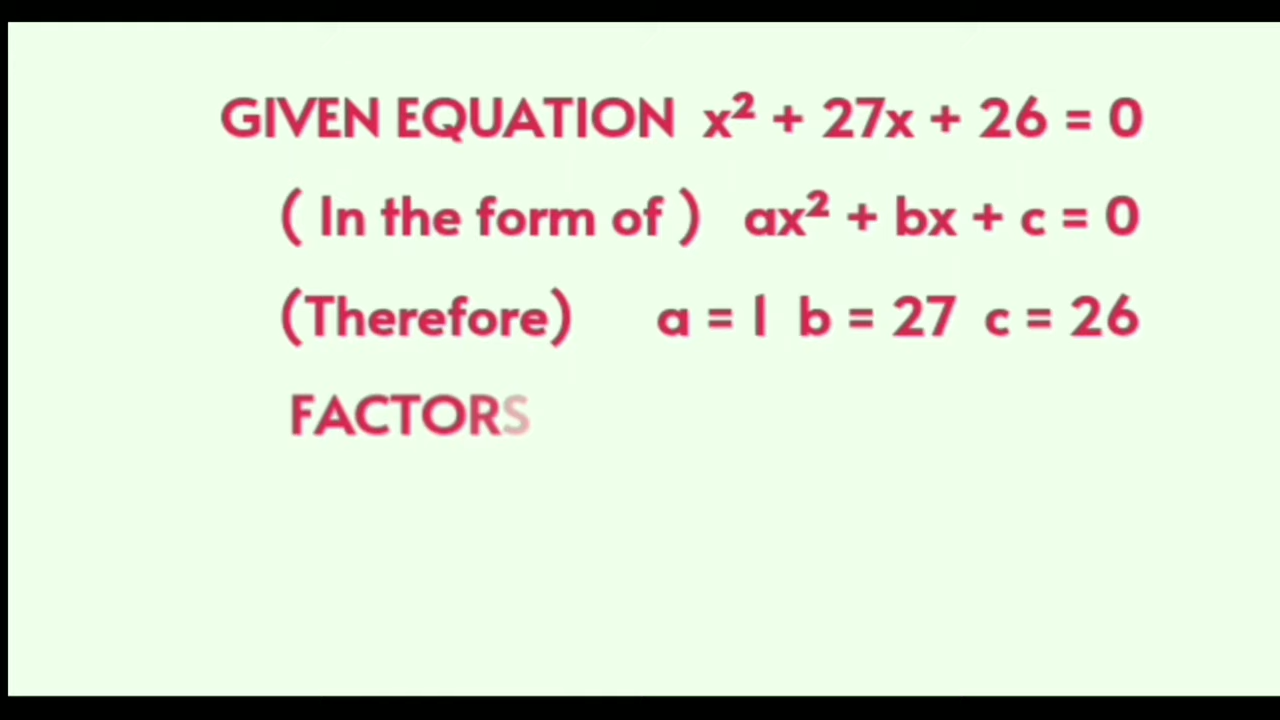 GIVEN EQUATION x² + 27x + 26 = 0
( In the form of ) ax² + bx + c = 0
(Therefore) a = 1 b = 27 c = 26
FACTORS